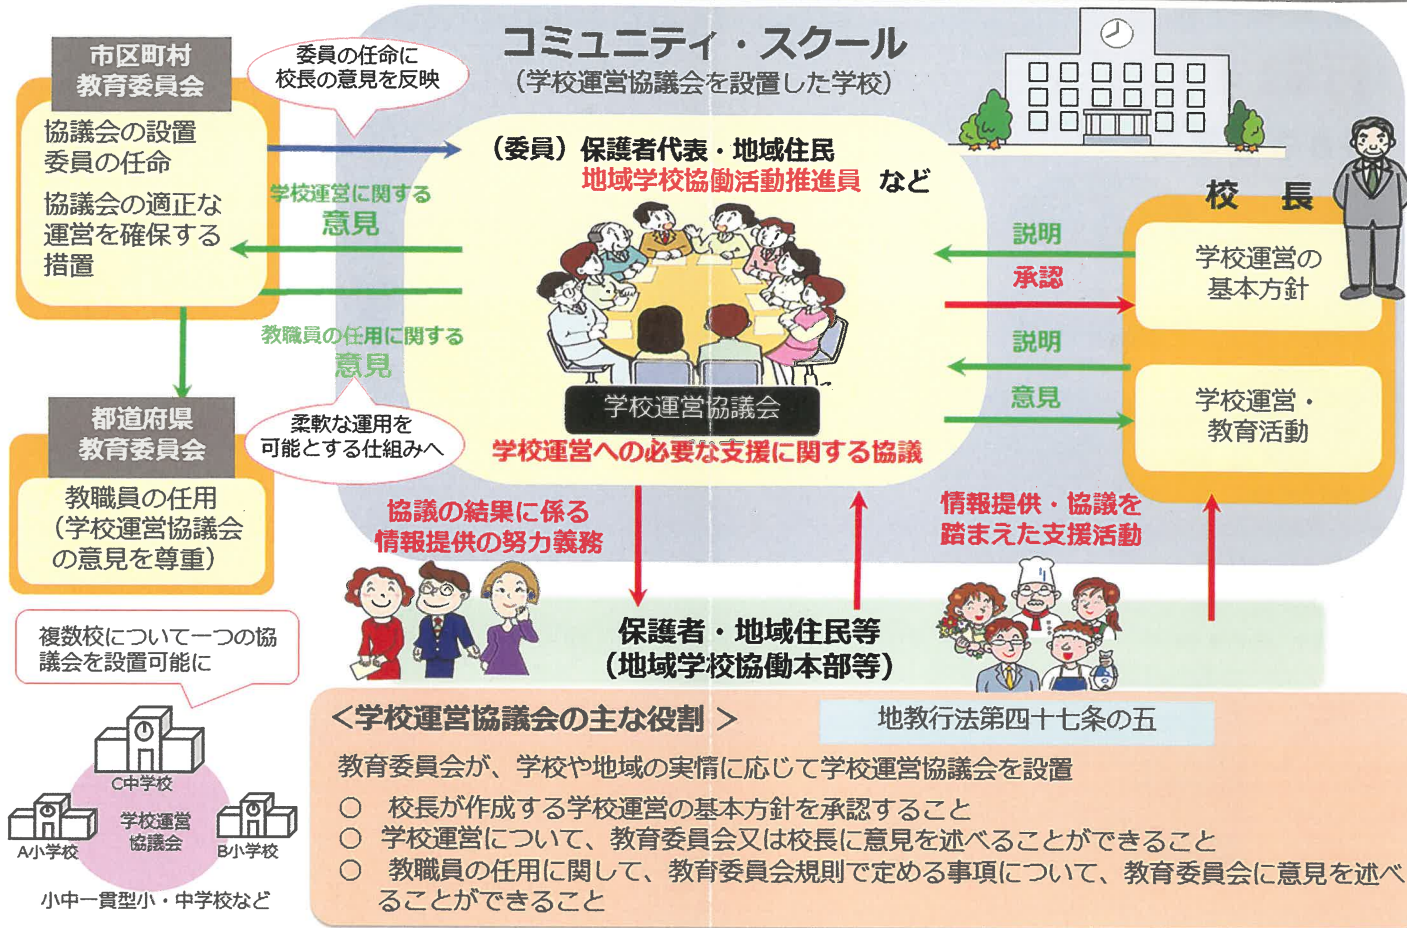 コミュニティ・スクール
(学校運営協議会を設置した学校)
市区町村
教育委員会
協議会の設置
委員の任命
協議会の適正な
運営を確保する
措置
委員の任命に
校長の意見を反映
学校運営に関する
意見
教職員の任用に関する
意見
柔軟な運用を
可能とする仕組みへ
都道府県
教育委員会
教職員の任用
(学校運営協議会
の意見を尊重)
(委員)保護者代表・地域住民
地域学校協働活動推進員 など
学校運営協議会
学校運営への必要な支援に関する協議
校 長
説明
承認
学校運営の
基本方針
説明
意見
学校運営・
教育活動
協議の結果に係る
情報提供の努力義務
情報提供・協議を
踏まえた支援活動
保護者・地域住民等
(地域学校協働本部等)
複数校について一つの協
議会を設置可能に
C中学校
学校運営
協議会
A小学校
B小学校
小中一貫型小・中学校など
<学校運営協議会の主な役割 >
地教行法第四十七条の五
教育委員会が、学校や地域の実情に応じて学校運営協議会を設置
○ 校長が作成する学校運営の基本方針を承認すること
○ 学校運営について、教育委員会又は校長に意見を述べることができること
○ 教職員の任用に関して、教育委員会規則で定める事項について、教育委員会に意見を述べ
ることができること